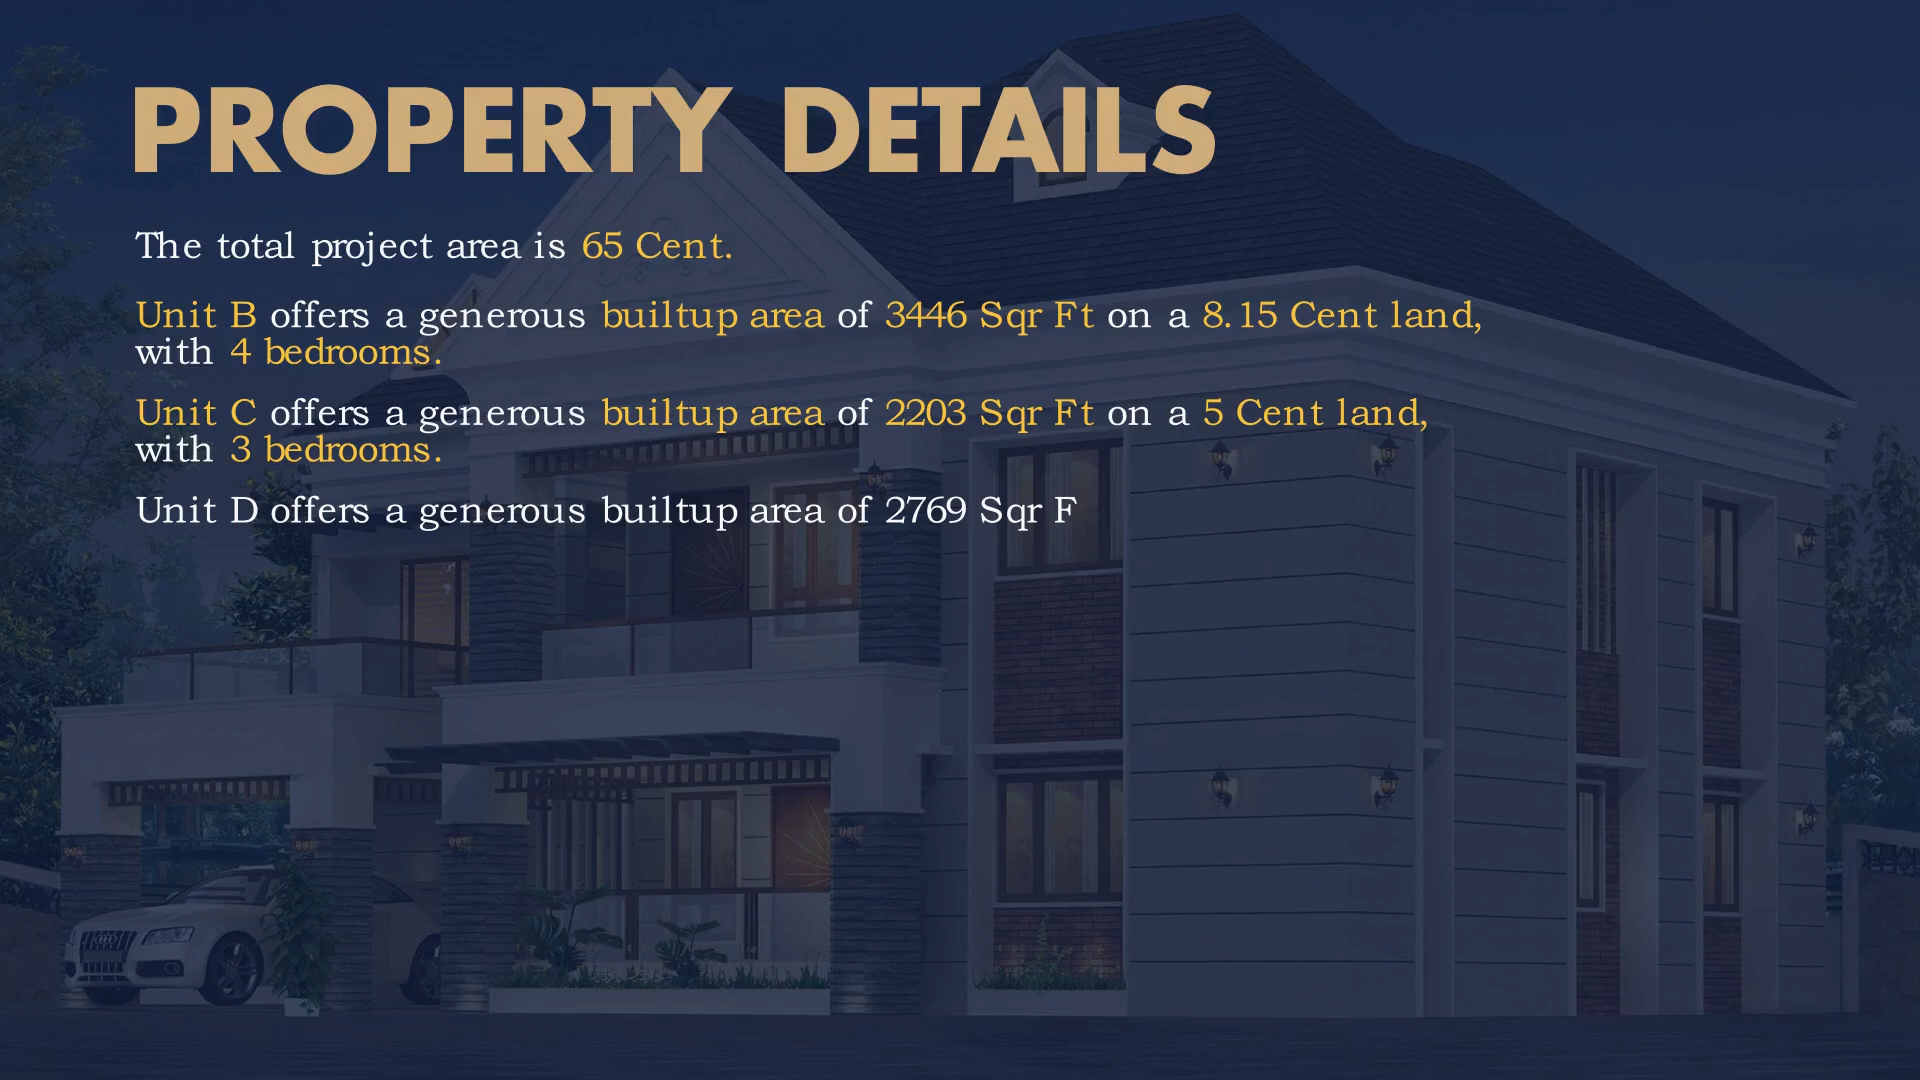 PROPERTY DETAILS
The total project area is 65 Cent.
Unit B offers a generous builtup area of 3446 Sqr Ft on a 8.15 Cent land,
with 4 bedrooms.
Unit C offers a generous builtup area of 2203 Sqr Ft on a 5 Cent land,
with 3 bedrooms.
Unit D offers a generous builtup area of 2769 Sqr F